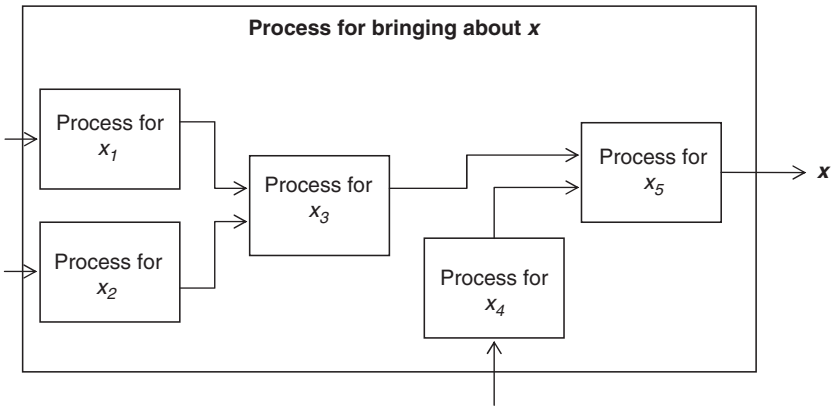 Process for bringing about x
Process for
x1
Process for
x2
Process for
x3
Process for
x4
Process for
x5
x